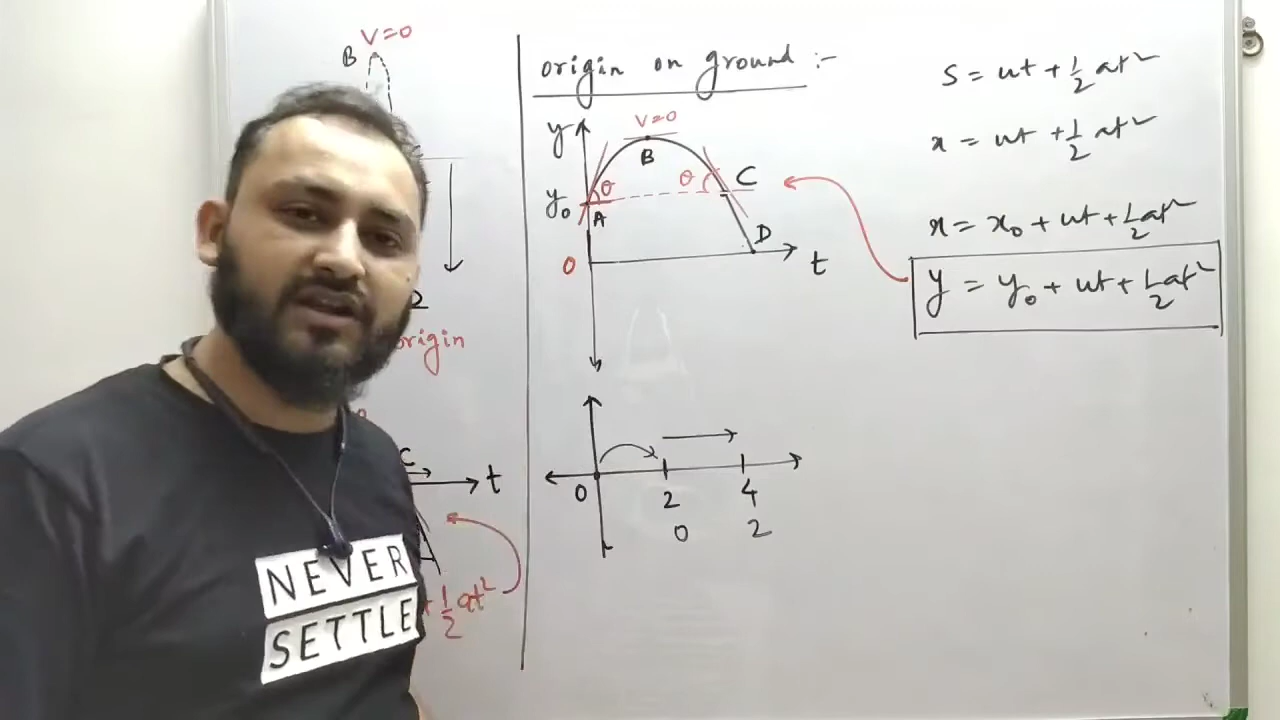 V=0
B
2
origin
C
t
+ 1/2 at²
NEVER
SETTLE
origin on ground :-
y
V=0
B
θ
θ
C
y₀
A
D
0
t
0
2
4
0
2
S = ut + 1/2 at²
x = ut + 1/2 at²
x = x₀ + ut + 1/2 at²
y = y₀ + ut + 1/2 at²